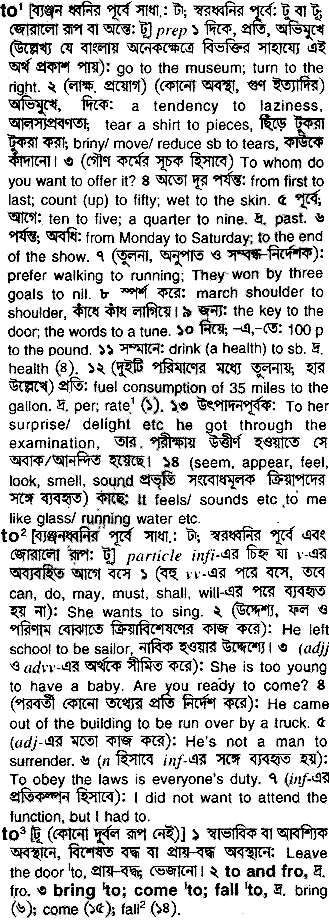 to¹ [ব্যঞ্জন ধ্বনির পূর্বে সাধা.: টা; স্বরধ্বনির পূর্বে: টু বা টূ;
জোরালো রূপ বা অন্তে: টূ] prep ১ দিকে, প্রতি, অভিমুখে
(উল্লেখ্য যে বাংলায় অনেকক্ষেত্রে বিভক্তির সাহায্যে এই
অর্থ প্রকাশ পায়): go to the museum; turn to the
right. ২ (লক্ষ, প্রয়োগ) (কোনো অবস্থা, গুণ ইত্যাদির)
অভিমুখে, দিকে: a tendency to laziness,
আলস্যপ্রবণতা; tear a shirt to pieces, ছিঁড়ে টুকরা
টুকরা করা, briny/ move/ reduce sb to tears, কাউকে
কাঁদানো। ৩ (গৌণ কর্মের সূচক হিসাবে) To whom do
you want to offer it? ৪ অতো দূর পর্যন্ত: from first to
last; count (up) to fifty; wet to the skin. ৫ পূর্বে,
আগে: ten to five; a quarter to nine. দ্র. past. ৬
পর্যন্ত, অবধি: from Monday to Saturday; to the end
of the show. ৭ (তুলনা, অনুপাত ও সম্বন্ধ-নির্দেশক):
prefer walking to running; They won by three
goals to nil. ৮ স্পর্শ করে: march shoulder to
shoulder, কাঁধে কাঁধ লাগিয়ে। ৯ জন্য: the key to the
door; the words to a tune. ১০ নিয়ে; -এ,-তে: 100 p
to the pound. ১১ সম্মানে: drink (a health) to sb. দ্র.
health (৪). ১২ (দুইটি পরিমাণের মধ্যে তুলনায়; হার
উল্লেখে) প্রতি: fuel consumption of 35 miles to the
gallon. দ্র. per; rate¹ (১). ১৩ উৎপাদনপূর্বক: To her
surprise/ delight etc he got through the
examination, তার পরীক্ষায় উত্তীর্ণ হওয়াতে সে
অবাক/আনন্দিত হয়েছে। ১৪ (seem, appear, feel,
look, smell, sound প্রভৃতি সংবোধমূলক ক্রিয়াপদের
সঙ্গে ব্যবহৃত) কাছে: It feels/ sounds etc to me
like glass/ running water etc.
to² [ব্যঞ্জনধ্বনির পূর্বে সাধা.: টা; স্বরধ্বনির পূর্বে এবং
জোরালো রূপ: টূ] particle infi-এর চিহ্ন যা v-এর
অব্যবহিত আগে বসে ১ (বহু vv-এর পরে বসে, তবে
can, do, may, must, shall, will-এর পরে ব্যবহৃত
হয় না): She wants to sing. ২ (উদ্দেশ্য, ফল ও
পরিণাম বোঝাতে ক্রিয়াবিশেষণের কাজ করে): He left
school to be sailor, নাবিক হওয়ার উদ্দেশ্যে। ৩ (adjj
ও advv-এর অর্থকে সীমিত করে): She is too young
to have a baby. Are you ready to come? ৪
(পরবর্তী কোনো তথ্যের প্রতি নির্দেশ করে): He came
out of the building to be run over by a truck. ৫
(adj-এর মতো কাজ করে): He's not a man to
surrender. ৬ (n হিসাবে inf-এর সঙ্গে ব্যবহৃত হয়):
To obey the laws is everyone's duty. ৭ (inf-এর
প্রতিকল্পন হিসাবে): I did not want to attend the
function, but I had to.
to³ [টূ (কোনো দুর্বল রূপ নেই)] ১ স্বাভাবিক বা আবশ্যিক
অবস্থানে, বিশেষত বদ্ধ বা প্রায়-বদ্ধ অবস্থানে: Leave
the door ˈto, প্রায়-বদ্ধ, ভেজানো। ২ to and fro, দ্র.
fro. ৩ bring ˈto; come ˈto; fall ˈto, দ্র. bring
(৬); come (১৫); fall² (১৪).